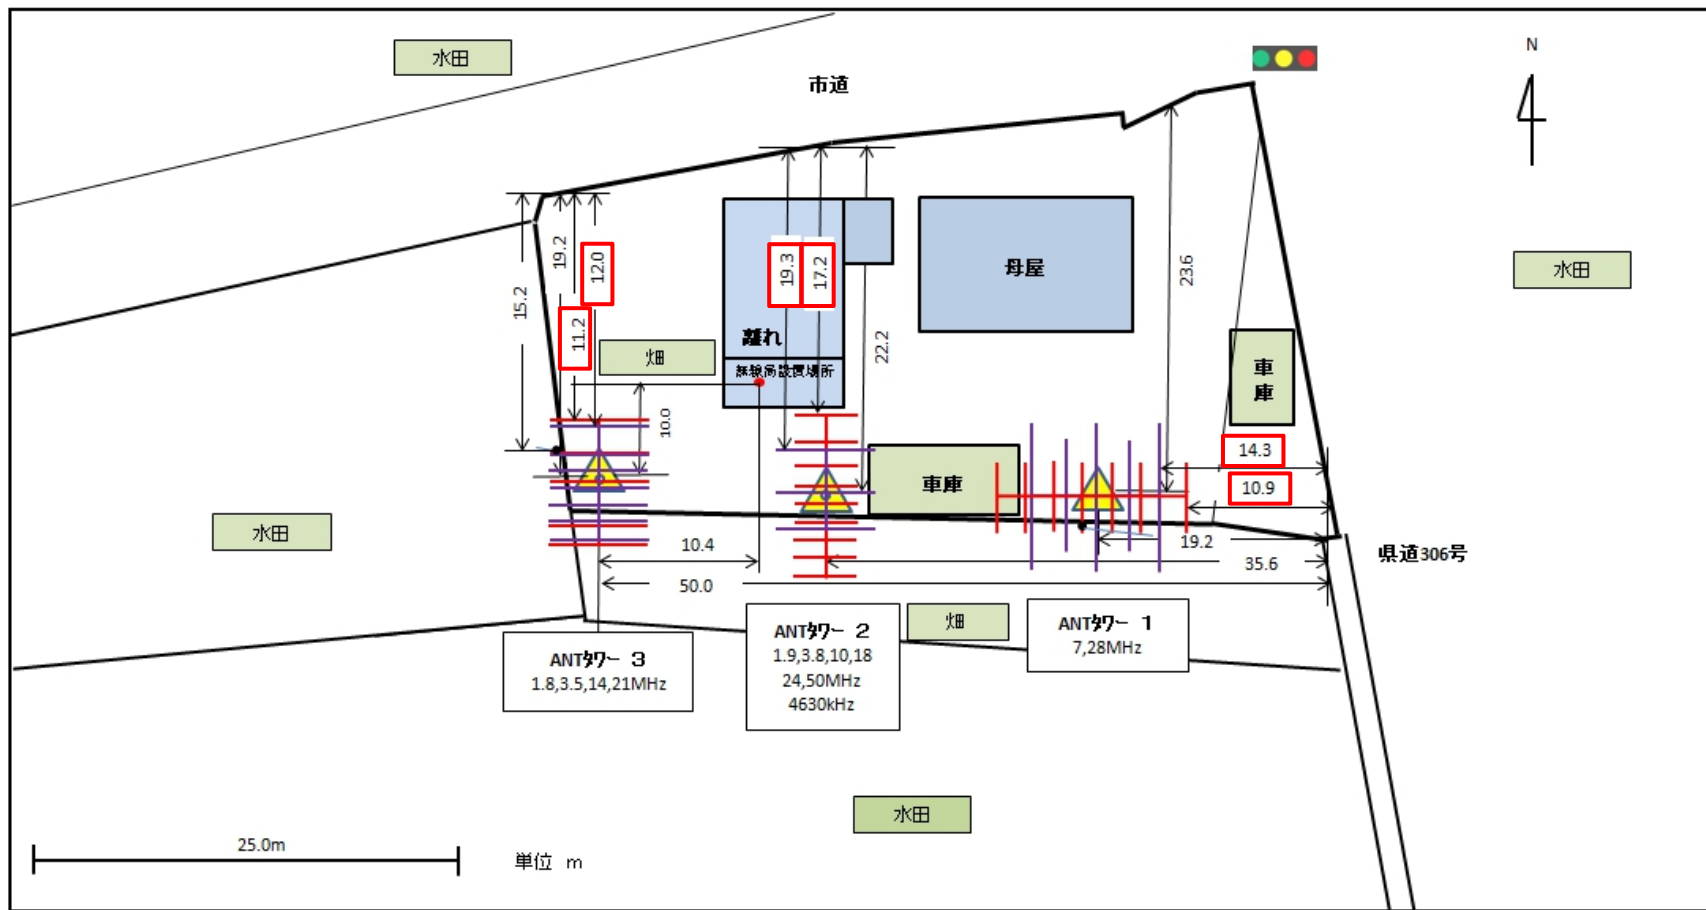 水田
市道
N
水田
母屋
離れ
無線局設置場所
畑
車庫
車庫
15.2
19.2
11.2
12.0
10.0
19.3
17.2
22.2
23.6
14.3
10.9
19.2
35.6
10.4
50.0
水田
県道306号
ANTタワー 3
1.8,3.5,14,21MHz
ANTタワー 2
1.9,3.8,10,18
24,50MHz
4630kHz
畑
ANTタワー 1
7,28MHz
水田
25.0m
単位 m